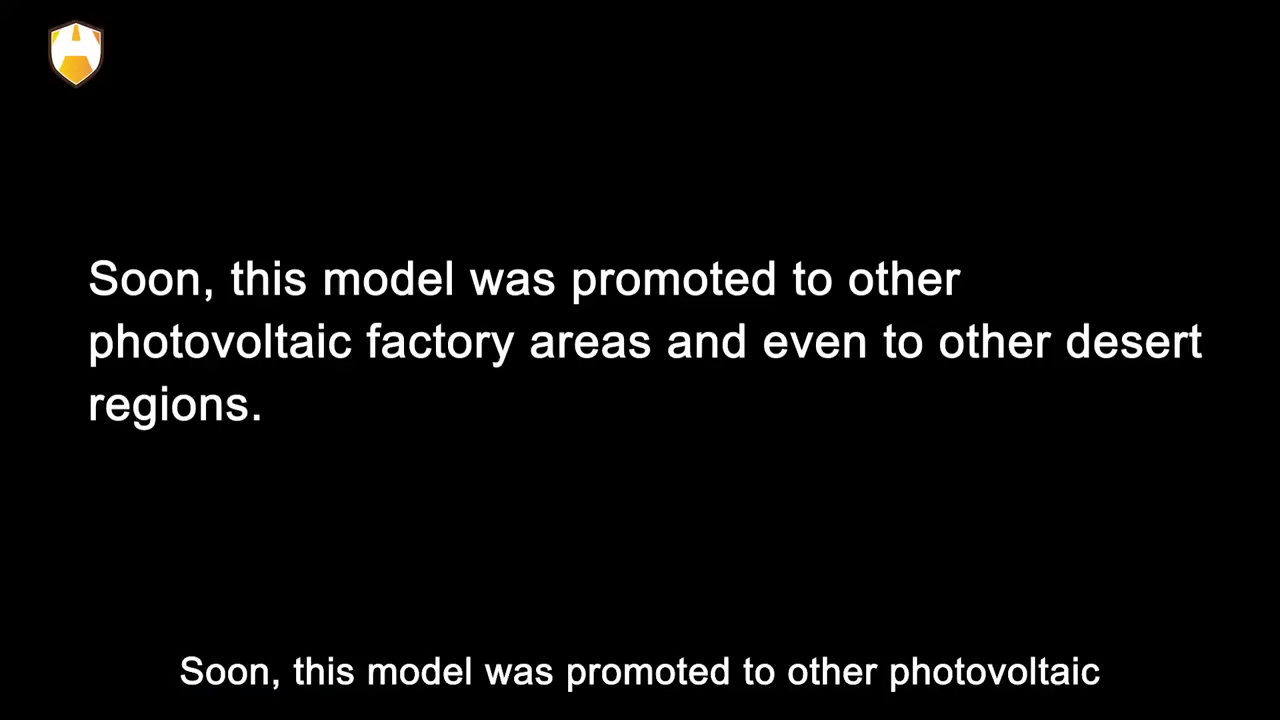 Soon, this model was promoted to other
photovoltaic factory areas and even to other desert
regions.
Soon, this model was promoted to other photovoltaic